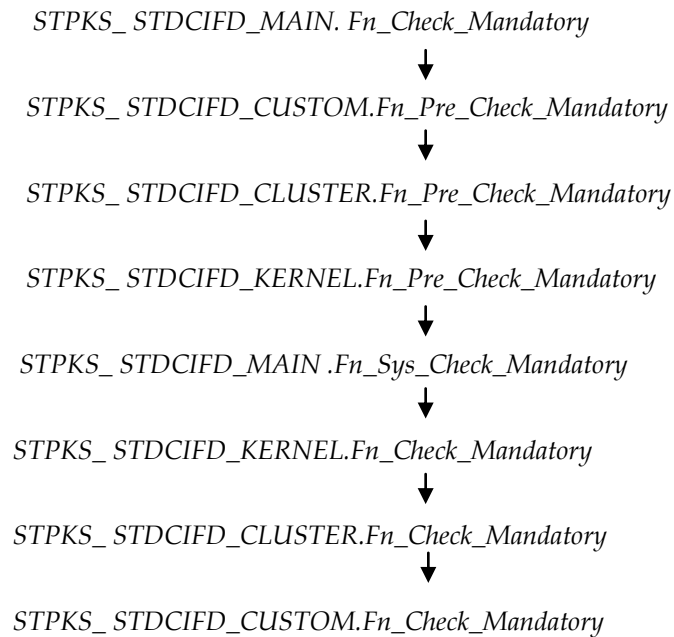 STPKS_ STDCIFD_MAIN. Fn_Check_Mandatory
STPKS_ STDCIFD_CUSTOM.Fn_Pre_Check_Mandatory
STPKS_ STDCIFD_CLUSTER.Fn_Pre_Check_Mandatory
STPKS_ STDCIFD_KERNEL.Fn_Pre_Check_Mandatory
STPKS_ STDCIFD_MAIN .Fn_Sys_Check_Mandatory
STPKS_ STDCIFD_KERNEL.Fn_Check_Mandatory
STPKS_ STDCIFD_CLUSTER.Fn_Check_Mandatory
STPKS_ STDCIFD_CUSTOM.Fn_Check_Mandatory